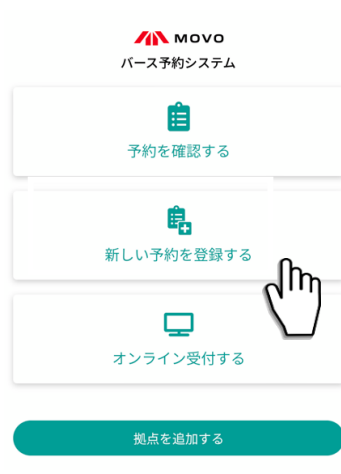 MOVO
バース予約システム
予約を確認する
新しい予約を登録する
オンライン受付する
拠点を追加する